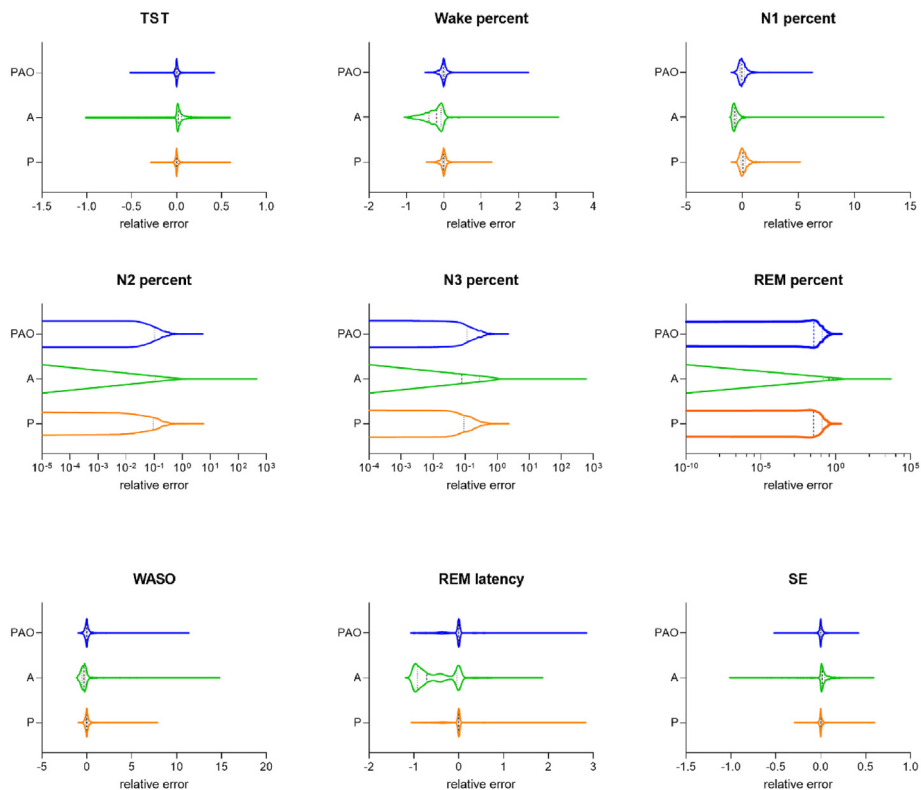 TST
Wake percent
N1 percent
PAO
A
P
-1.5 -1.0 -0.5 0.0 0.5 1.0
relative error
PAO
A
P
-2 -1 0 1 2 3 4
relative error
PAO
A
P
-5 0 5 10 15
relative error
N2 percent
N3 percent
REM percent
PAO
A
P
10^-5 10^-4 10^-3 10^-2 10^-1 10^0 10^1 10^2 10^3
relative error
PAO
A
P
10^-4 10^-3 10^-2 10^-1 10^0 10^1 10^2 10^3
relative error
PAO
A
P
10^-10 10^-5 10^0 10^5
relative error
WASO
REM latency
SE
PAO
A
P
-5 0 5 10 15 20
relative error
PAO
A
P
-2 -1 0 1 2 3
relative error
PAO
A
P
-1.5 -1.0 -0.5 0.0 0.5 1.0
relative error